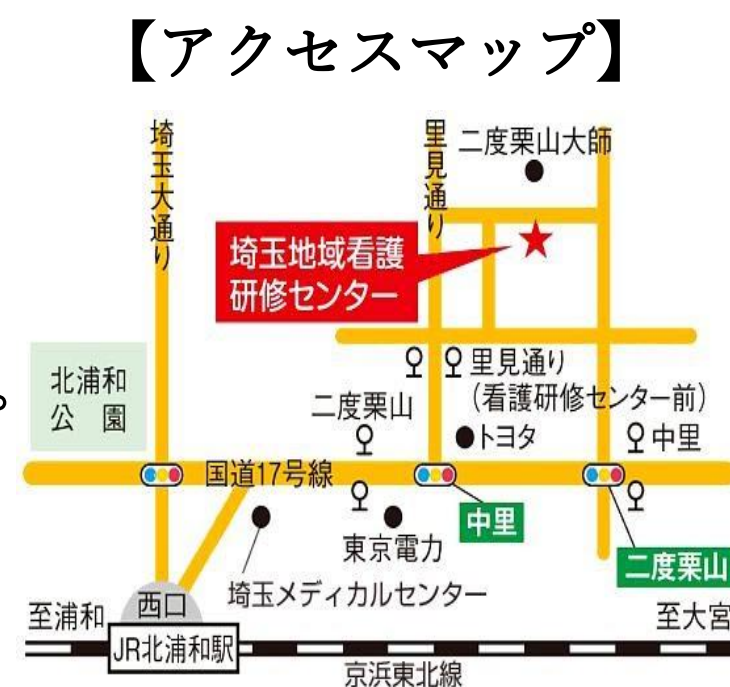 【アクセスマップ】
埼玉大通り
里見通り
二度栗山大師
埼玉地域看護
研修センター
北浦和
公園
。
里見通り
(看護研修センター前)
二度栗山
トヨタ
中里
国道17号線
中里
東京電力
二度栗山
埼玉メディカルセンター
西口
至浦和
至大宮
JR北浦和駅
京浜東北線